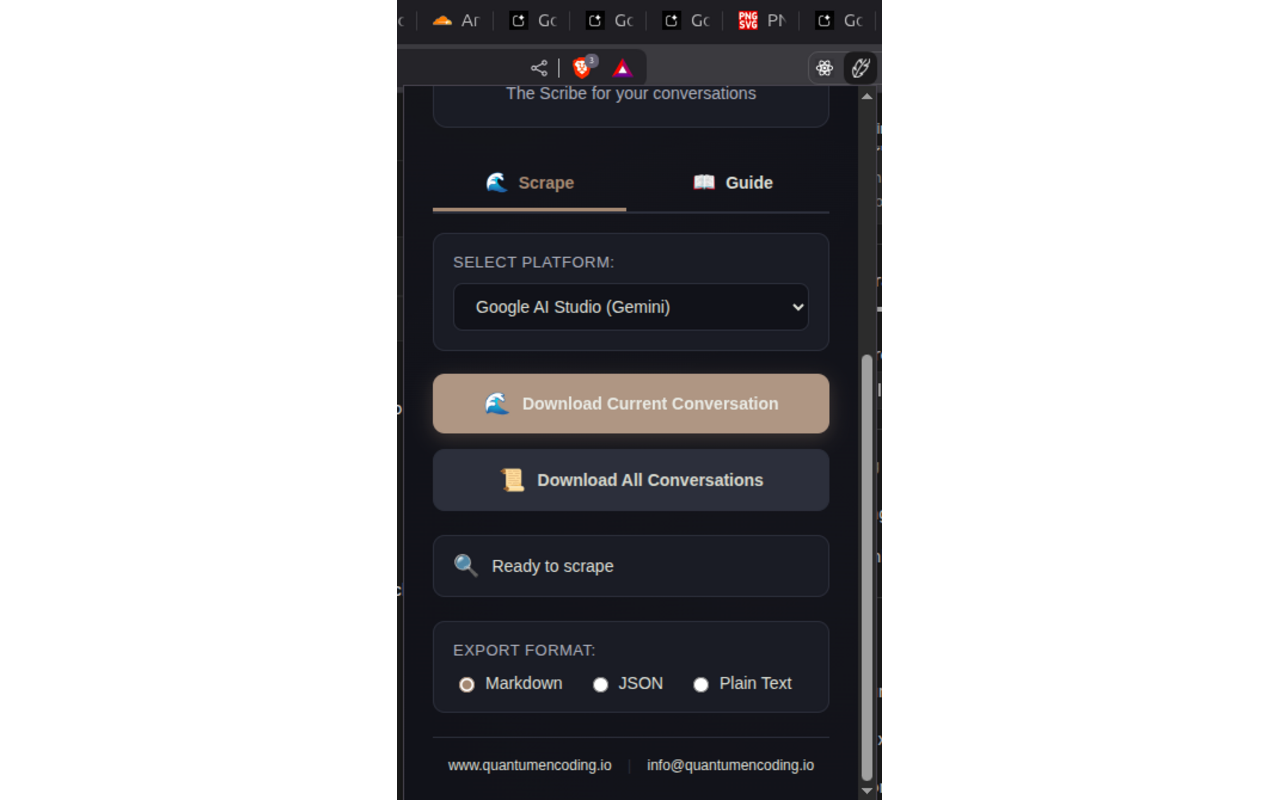 Ar
Gc
Gc
Gc
PNG
SVG
PN
Gc
3
The Scribe for your conversations
Scrape
Guide
SELECT PLATFORM:
Google AI Studio (Gemini)
Download Current Conversation
Download All Conversations
Ready to scrape
EXPORT FORMAT:
Markdown
JSON
Plain Text
www.quantumencoding.io
info@quantumencoding.io